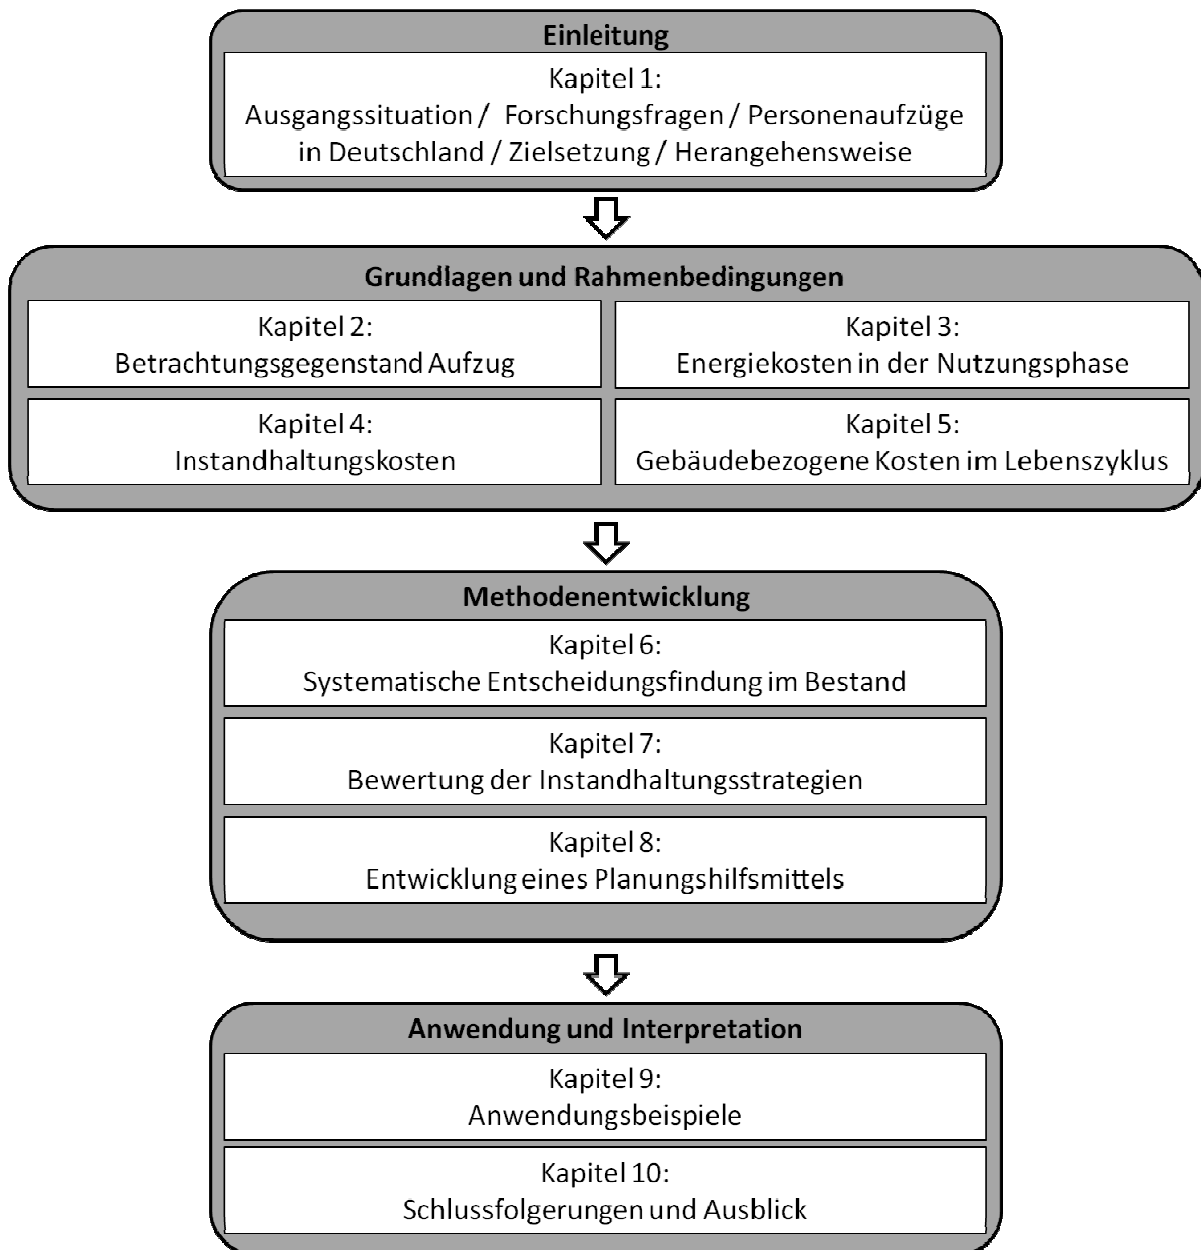 Einleitung
Kapitel 1:
Ausgangssituation / Forschungsfragen / Personenaufzüge
in Deutschland / Zielsetzung / Herangehensweise
Grundlagen und Rahmenbedingungen
Kapitel 2:
Betrachtungsgegenstand Aufzug
Kapitel 3:
Energiekosten in der Nutzungsphase
Kapitel 4:
Instandhaltungskosten
Kapitel 5:
Gebäudebezogene Kosten im Lebenszyklus
Methodenentwicklung
Kapitel 6:
Systematische Entscheidungsfindung im Bestand
Kapitel 7:
Bewertung der Instandhaltungsstrategien
Kapitel 8:
Entwicklung eines Planungshilfsmittels
Anwendung und Interpretation
Kapitel 9:
Anwendungsbeispiele
Kapitel 10:
Schlussfolgerungen und Ausblick